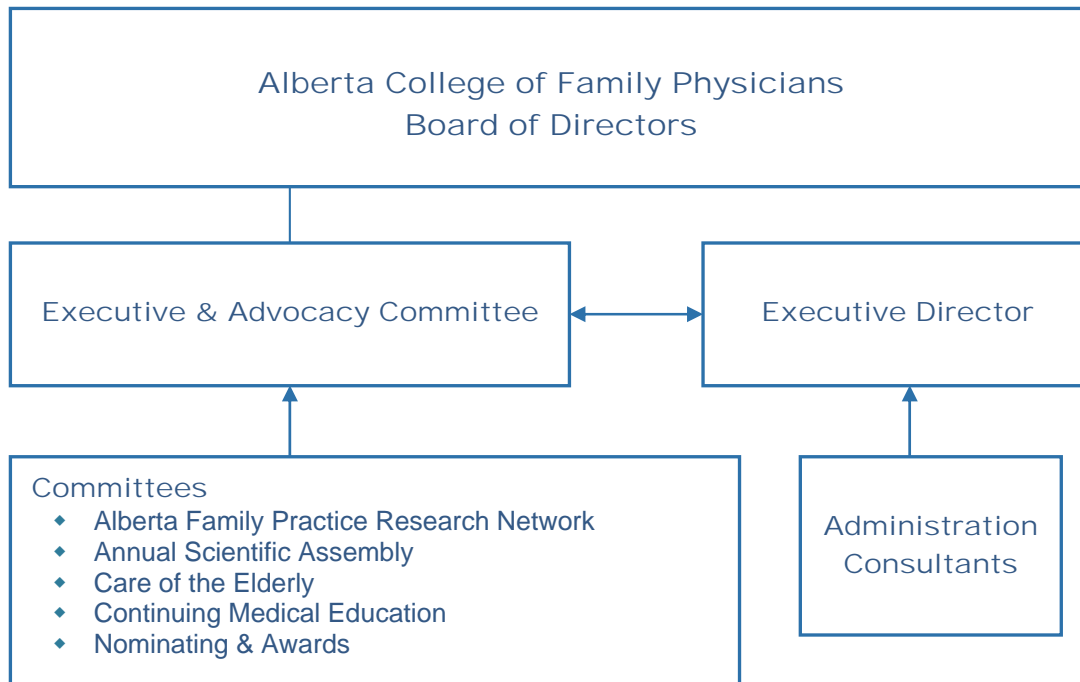 Alberta College of Family Physicians
Board of Directors
Executive & Advocacy Committee
Executive Director
Committees
Alberta Family Practice Research Network
Annual Scientific Assembly
Care of the Elderly
Continuing Medical Education
Nominating & Awards
Administration
Consultants